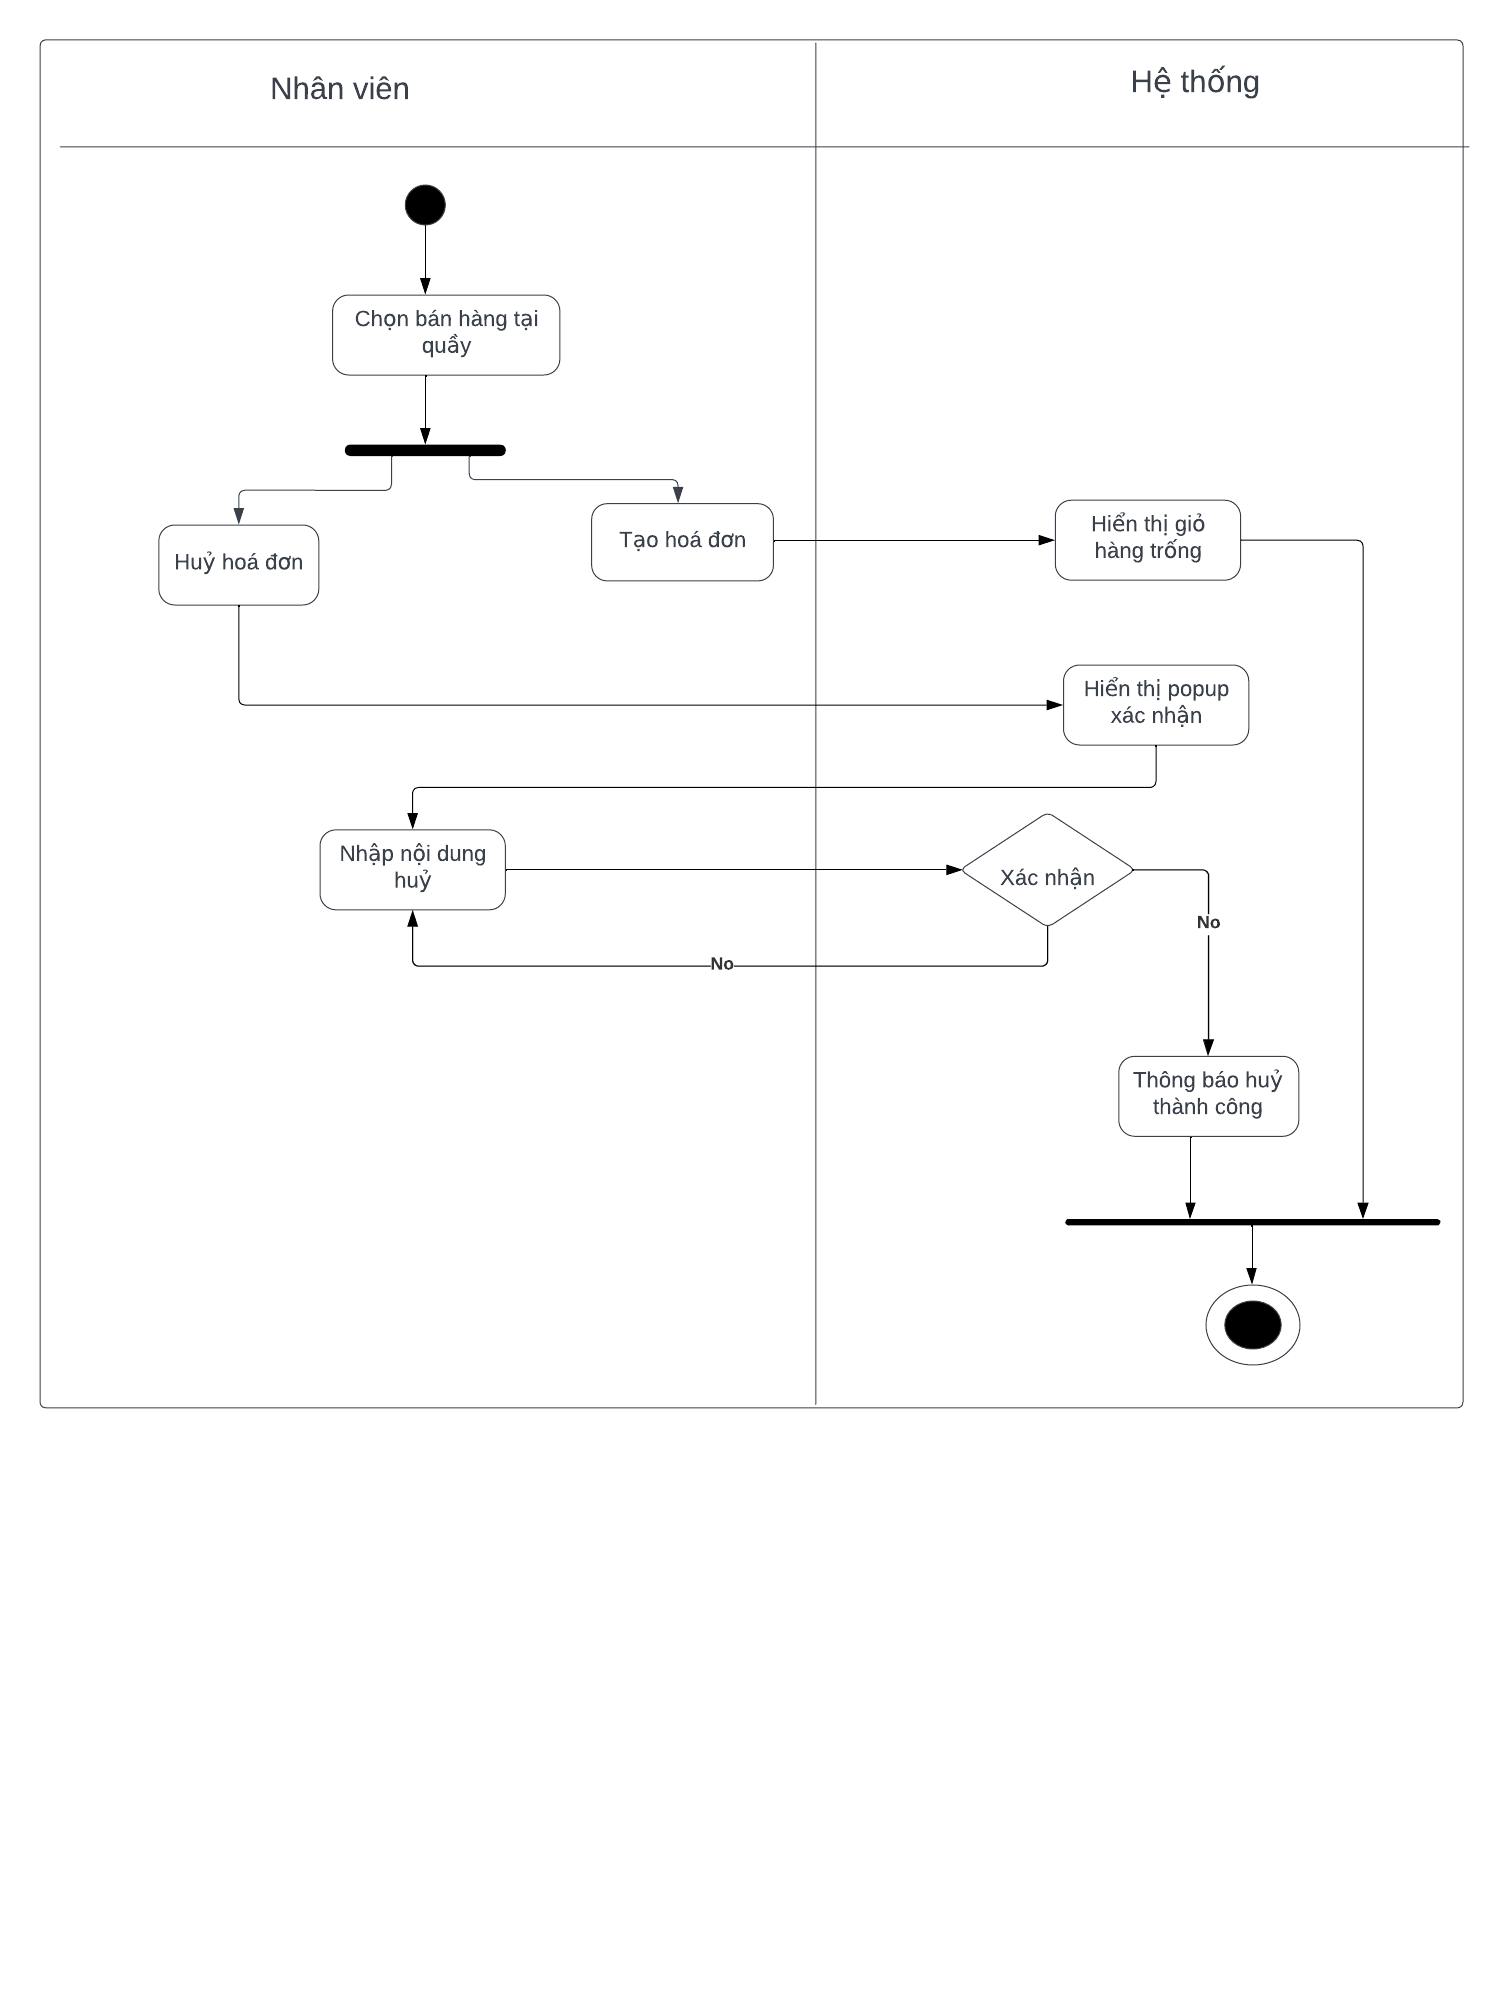 Nhân viên
Hệ thống
Chọn bán hàng tại
quầy
Huỷ hoá đơn
Tạo hoá đơn
Hiển thị giỏ
hàng trống
Hiển thị popup
xác nhận
Nhập nội dung
huỷ
Xác nhận
No
No
Thông báo huỷ
thành công